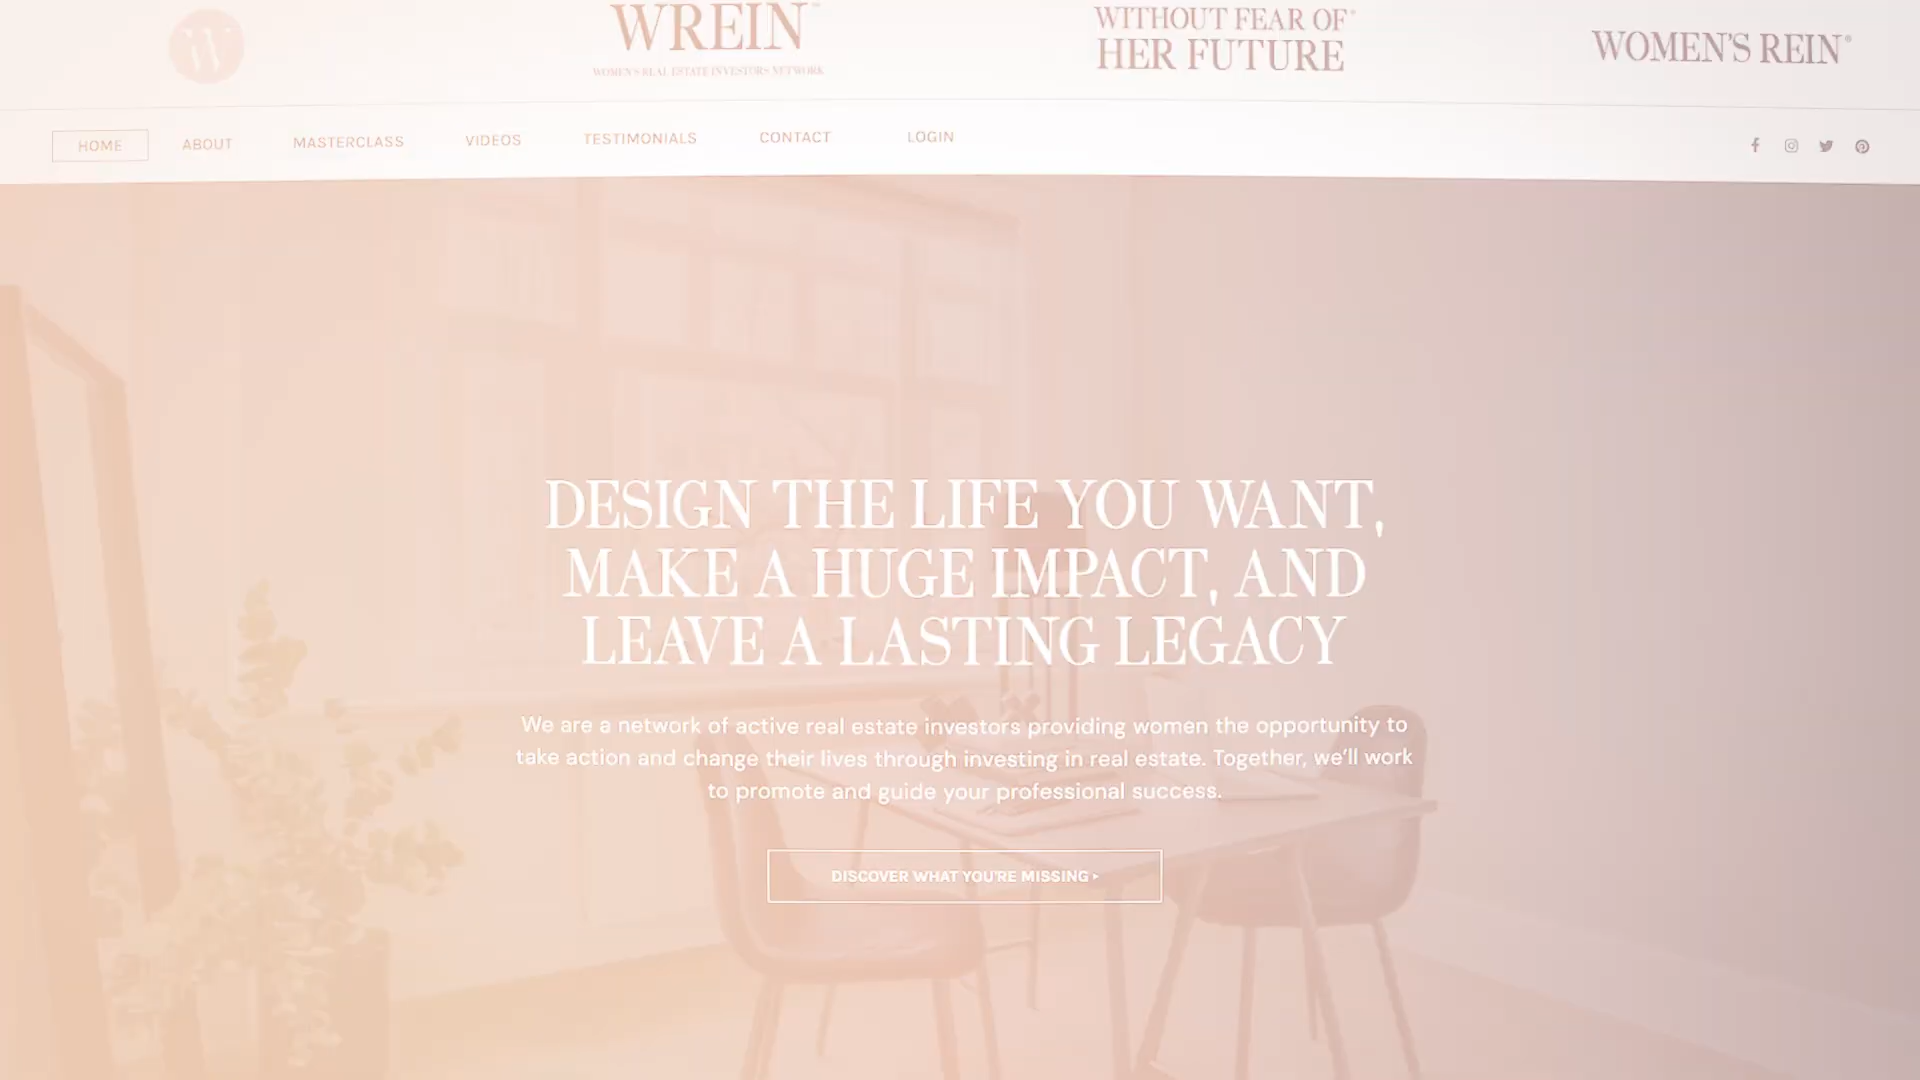 W
WREIN™
WOMEN'S REAL ESTATE INVESTORS NETWORK
WITHOUT FEAR OF®
HER FUTURE
WOMEN'S REIN®
HOME ABOUT MASTERCLASS VIDEOS TESTIMONIALS CONTACT LOGIN
DESIGN THE LIFE YOU WANT,
MAKE A HUGE IMPACT, AND
LEAVE A LASTING LEGACY
We are a network of active real estate investors providing women the opportunity to
take action and change their lives through investing in real estate. Together, we'll work
to promote and guide your professional success.
DISCOVER WHAT YOU'RE MISSING ▸